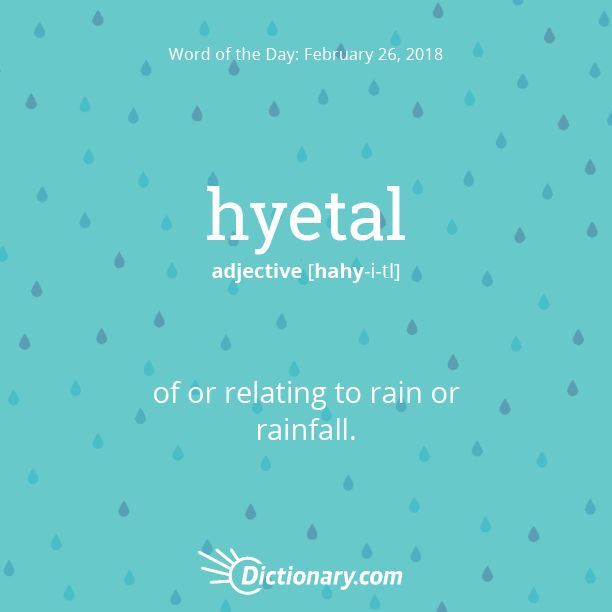 Word of the Day: February 26, 2018
hyetal
adjective [hahy-i-tl]
of or relating to rain or
rainfall.
Dictionary.com